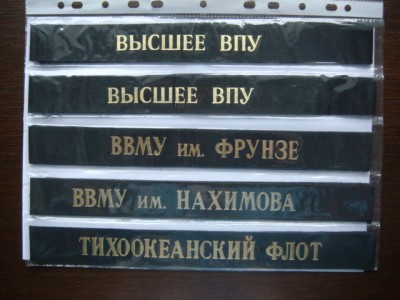 ВЫСШЕЕ ВПУ
ВЫСШЕЕ ВПУ
ВВМУ им. ФРУНЗЕ
ВВМУ им. НАХИМОВА
ТИХООКЕАНСКИЙ ФЛОТ